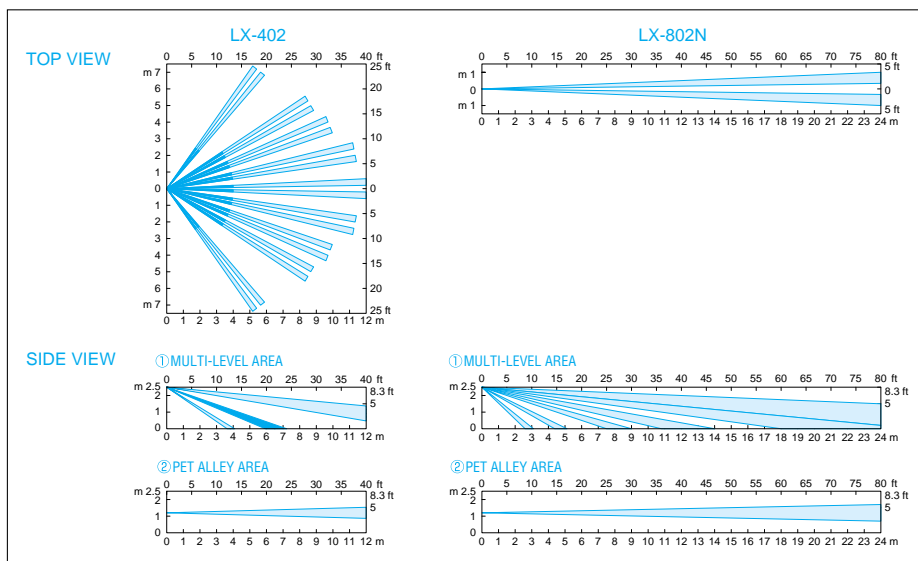 LX-402
LX-802N
TOP VIEW
0 5 10 15 20 25 30 35 40 ft
m 7
6
5
4
3
2
1
0
1
2
3
4
5
6
m 7
25 ft
20
15
10
5
0
5
10
15
20
25 ft
0 1 2 3 4 5 6 7 8 9 10 11 12 m
0 5 10 15 20 25 30 35 40 45 50 55 60 65 70 75 80 ft
m 1
0
m 1
5 ft
0
5 ft
0 1 2 3 4 5 6 7 8 9 10 11 12 13 14 15 16 17 18 19 20 21 22 23 24 m
SIDE VIEW
①MULTI-LEVEL AREA
0 5 10 15 20 25 30 35 40 ft
m 2.5
2
1
0
8.3 ft
5
0 1 2 3 4 5 6 7 8 9 10 11 12 m
①MULTI-LEVEL AREA
0 5 10 15 20 25 30 35 40 45 50 55 60 65 70 75 80 ft
m 2.5
2
1
0
8.3 ft
5
0 1 2 3 4 5 6 7 8 9 10 11 12 13 14 15 16 17 18 19 20 21 22 23 24 m
②PET ALLEY AREA
0 5 10 15 20 25 30 35 40 ft
m 2.5
2
1
0
8.3 ft
5
0 1 2 3 4 5 6 7 8 9 10 11 12 m
②PET ALLEY AREA
0 5 10 15 20 25 30 35 40 45 50 55 60 65 70 75 80 ft
m 2.5
2
1
0
8.3 ft
5
0 1 2 3 4 5 6 7 8 9 10 11 12 13 14 15 16 17 18 19 20 21 22 23 24 m